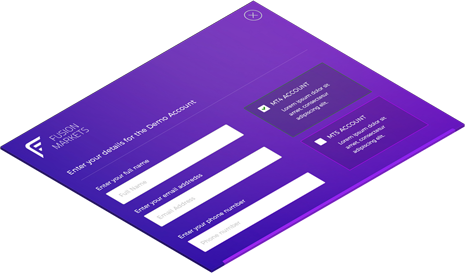 FUSION
MARKETS
Enter your details for the Demo Account
Enter your full name
Full Name
Enter your email addresdss
Email Address
Enter your phone number
Phone number
MT4 ACCOUNT
Lorem ipsum dolor sit
amet, consectetur
adipiscing elit.
MT5 ACCOUNT
Lorem ipsum dolor sit
amet, consectetur
adipiscing elit.